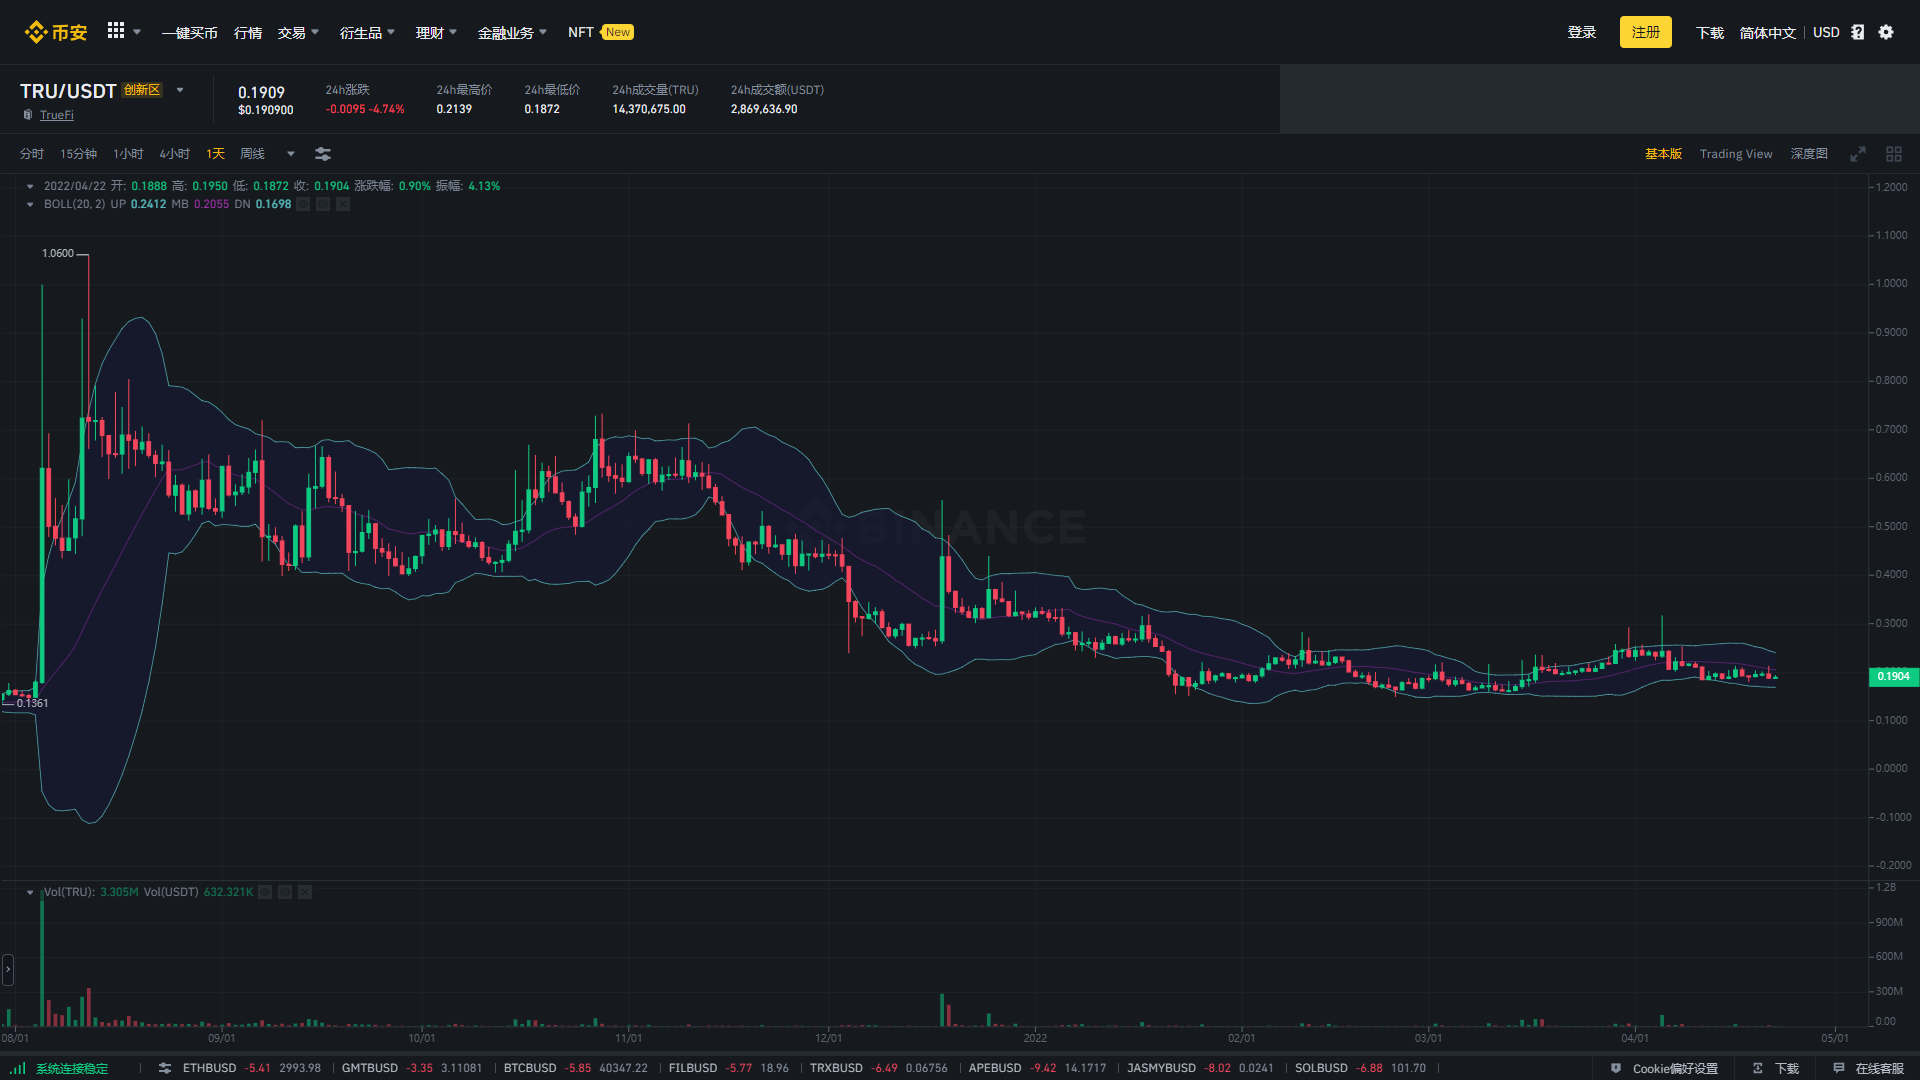 币安 一键买币 行情 交易 衍生品 理财 金融业务 NFT New 登录 注册 下载 简体中文 USD
TRU/USDT 创新区
TrueFi
0.1909
$0.190900
24h涨跌
-0.0095 -4.74%
24h最高价
0.2139
24h最低价
0.1872
24h成交量(TRU)
14,370,675.00
24h成交额(USDT)
2,869,636.90
分时 15分钟 1小时 4小时 1天 周线 基本版 Trading View 深度图
2022/04/22 开: 0.1888 高: 0.1950 低: 0.1872 收: 0.1904 涨跌幅: 0.90% 振幅: 4.13%
BOLL(20, 2) UP 0.2412 MB 0.2055 DN 0.1698
1.0600
0.1361
BINANCE
1.2000
1.1000
1.0000
0.9000
0.8000
0.7000
0.6000
0.5000
0.4000
0.3000
0.1904
0.1000
0.0000
-0.1000
-0.2000
Vol(TRU): 3.305M Vol(USDT) 632.321K
1.2B
900M
600M
300M
0.00
08/01 09/01 10/01 11/01 12/01 2022 02/01 03/01 04/01 05/01
系统连接稳定 ETHBUSD -5.41 2993.98 GMTBUSD -3.35 3.11081 BTCBUSD -5.85 40347.22 FILBUSD -5.77 18.96 TRXBUSD -6.49 0.06756 APEBUSD -9.42 14.1717 JASMYBUSD -8.02 0.0241 SOLBUSD -6.88 101.70 Cookie偏好设置 下载 在线客服